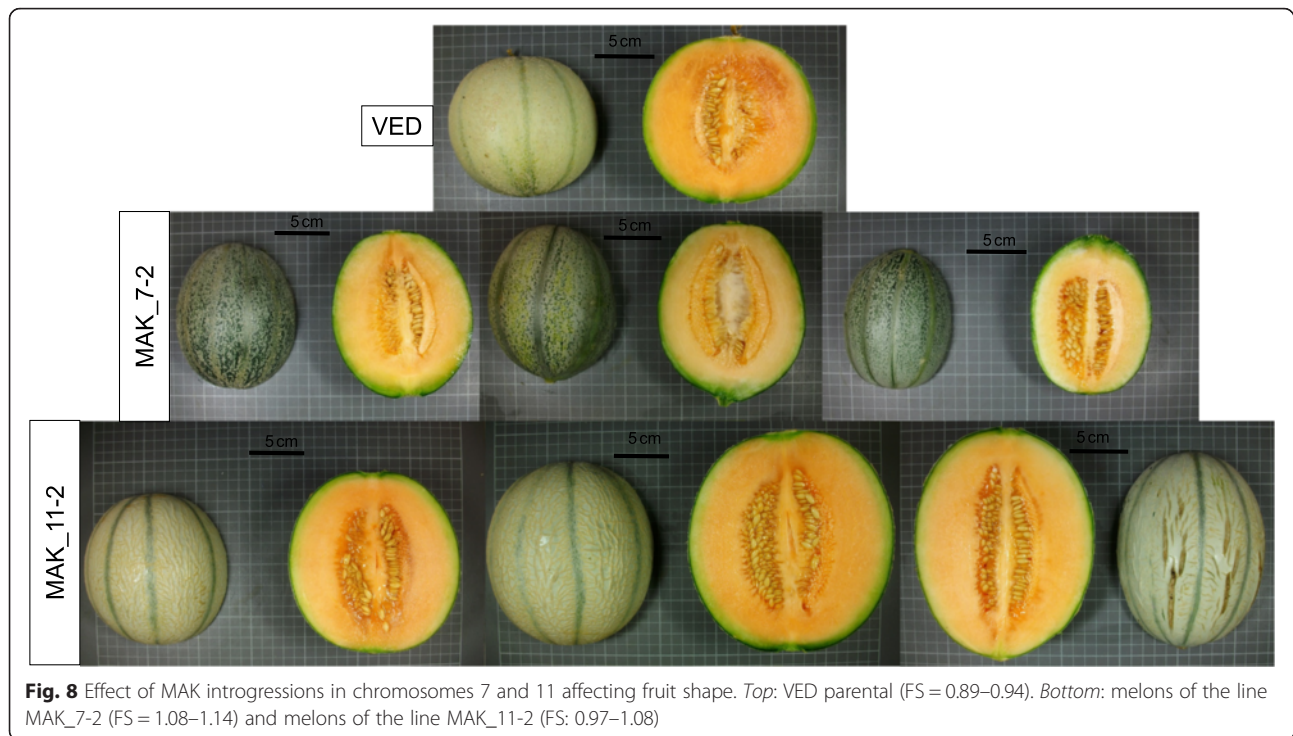 5 cm
VED
5 cm
5 cm
5 cm
MAK_7-2
5 cm
5 cm
5 cm
MAK_11-2
Fig. 8 Effect of MAK introgressions in chromosomes 7 and 11 affecting fruit shape. Top: VED parental (FS = 0.89–0.94). Bottom: melons of the line
MAK_7-2 (FS = 1.08–1.14) and melons of the line MAK_11-2 (FS: 0.97–1.08)